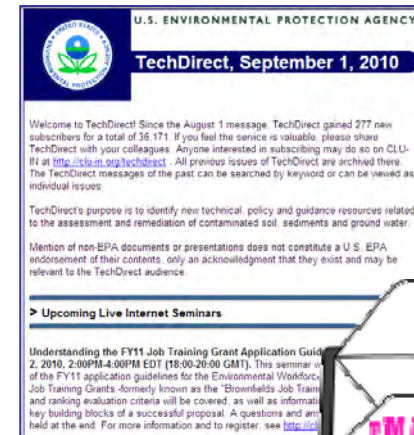 U.S. ENVIRONMENTAL PROTECTION AGENCY
UNITED STATES
TechDirect, September 1, 2010
Welcome to TechDirect! Since the August 1 message, TechDirect gained 277 new
subscribers for a total of 36,171. If you feel the service is valuable, please share
TechDirect with your colleagues. Anyone interested in subscribing may do so on CLU-
IN at http://clu-in.org/techdirect . All previous issues of TechDirect are archived there.
The TechDirect messages of the past can be searched by keyword or can be viewed as
individual issues.
TechDirect's purpose is to identify new technical, policy and guidance resources related
to the assessment and remediation of contaminated soil, sediments and ground water.
Mention of non-EPA documents or presentations does not constitute a U.S. EPA
endorsement of their contents, only an acknowledgment that they exist and may be
relevant to the TechDirect audience.
> Upcoming Live Internet Seminars
Understanding the FY11 Job Training Grant Application
2, 2010, 2:00PM-4:00PM EDT (18:00-20:00 GMT). This seminar
of the FY11 application guidelines for the Environmental
Job Training Grants -formerly known as the "Brownfields Job
and ranking evaluation criteria will be covered, as well as
key building blocks of a successful proposal. A questions and
held at the end. For more information and to register, see